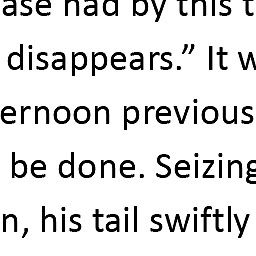 ase had by this t
disappears.” It w
ernoon previous
be done. Seizing
n, his tail swiftly